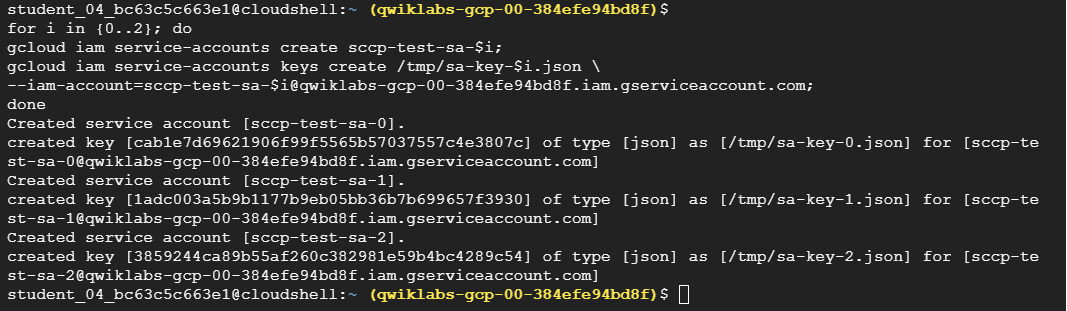 student_04_bc63c5c663e1@cloudshell:~ (qwiklabs-gcp-00-384efe94bd8f)$
for i in {0..2}; do
gcloud iam service-accounts create sccp-test-sa-$i;
gcloud iam service-accounts keys create /tmp/sa-key-$i.json \
--iam-account=sccp-test-sa-$i@qwiklabs-gcp-00-384efe94bd8f.iam.gserviceaccount.com;
done
Created service account [sccp-test-sa-0].
created key [cab1e7d69621906f99f5565b57037557c4e3807c] of type [json] as [/tmp/sa-key-0.json] for [sccp-te
st-sa-0@qwiklabs-gcp-00-384efe94bd8f.iam.gserviceaccount.com]
Created service account [sccp-test-sa-1].
created key [1adc003a5b9b1177b9eb05bb36b7b699657f3930] of type [json] as [/tmp/sa-key-1.json] for [sccp-te
st-sa-1@qwiklabs-gcp-00-384efe94bd8f.iam.gserviceaccount.com]
Created service account [sccp-test-sa-2].
created key [3859244ca89b55af260c382981e59b4bc4289c54] of type [json] as [/tmp/sa-key-2.json] for [sccp-te
st-sa-2@qwiklabs-gcp-00-384efe94bd8f.iam.gserviceaccount.com]
student_04_bc63c5c663e1@cloudshell:~ (qwiklabs-gcp-00-384efe94bd8f)$